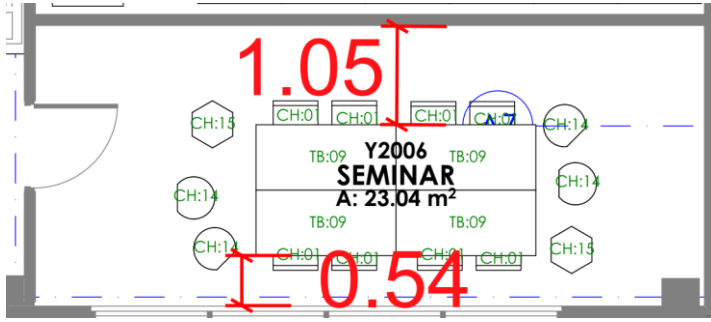 1.05
CH:01 CH:01 CH:01 CH:01
CH:15 CH:14
TB:09 Y2006 TB:09
SEMINAR
A: 23.04 m²
CH:14 CH:14
TB:09 TB:09
CH:14 CH:15
CH:01 CH:01 CH:01 CH:01
0.54